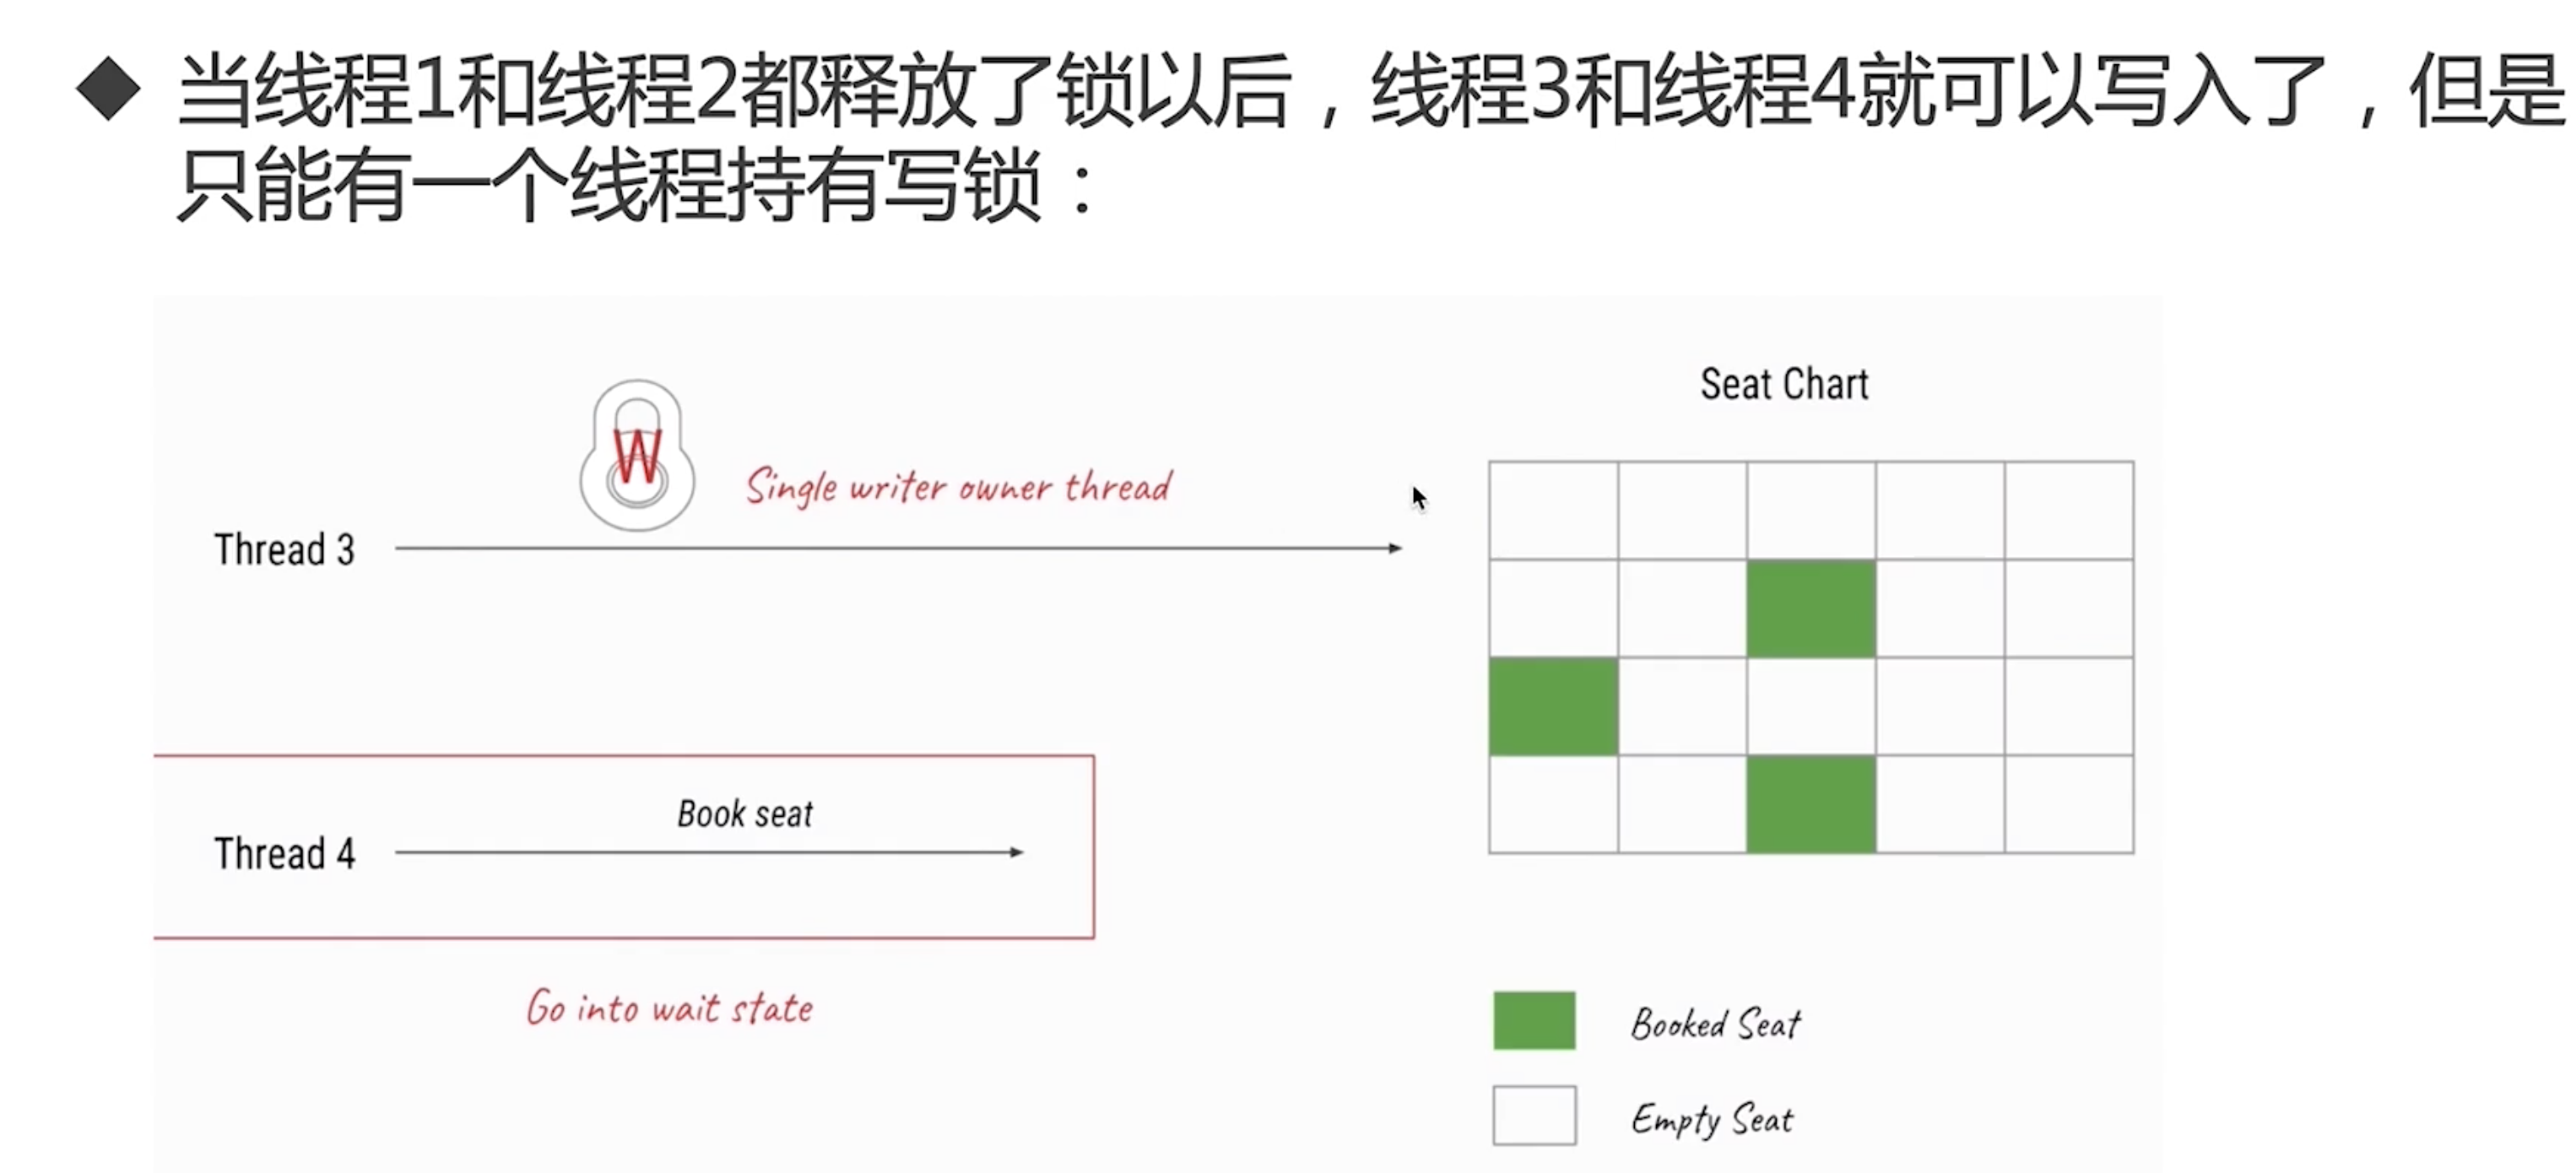 当线程1和线程2都释放了锁以后，线程3和线程4就可以写入了，但是
只能有一个线程持有写锁：
Seat Chart
W
Single writer owner thread
Thread 3
Book seat
Thread 4
Go into wait state
Booked Seat
Empty Seat